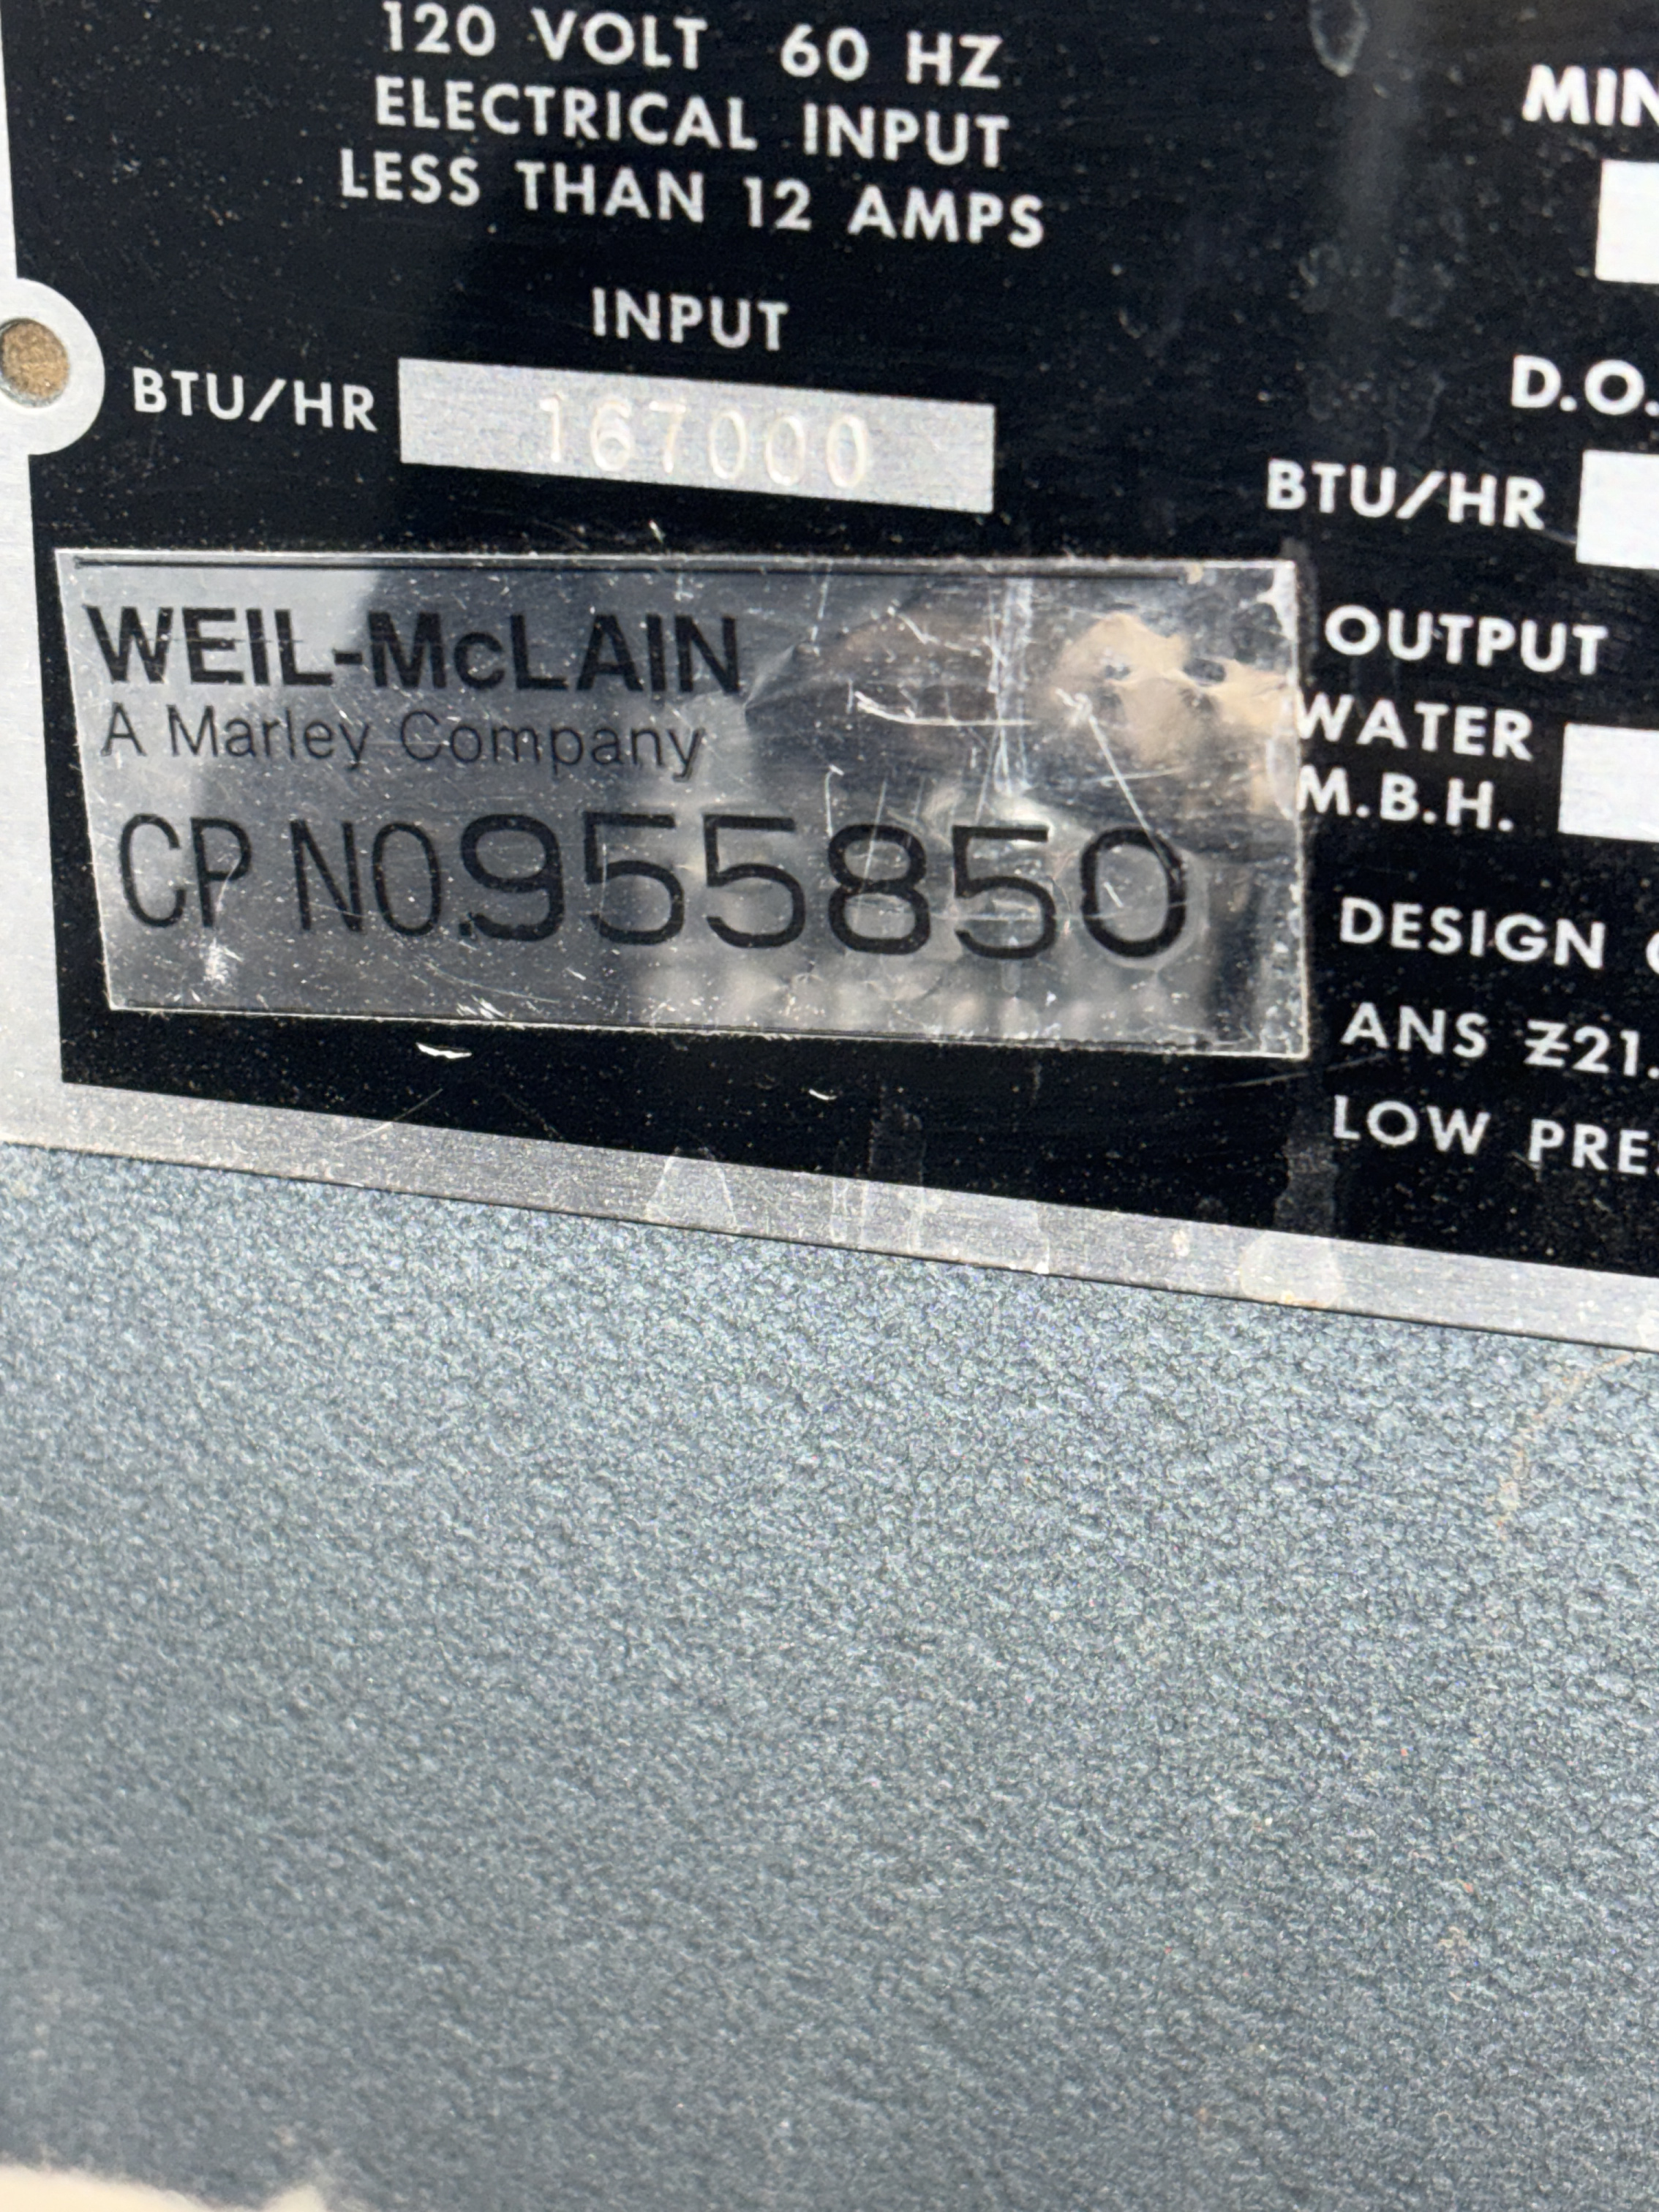 120 VOLT 60 HZ
ELECTRICAL INPUT
LESS THAN 12 AMPS
INPUT
BTU/HR 167000
WEIL-McLAIN
A Marley Company
CP NO.955850
MIN
D.O.
BTU/HR
OUTPUT
WATER
M.B.H.
DESIGN
ANS Z21.
LOW PRES